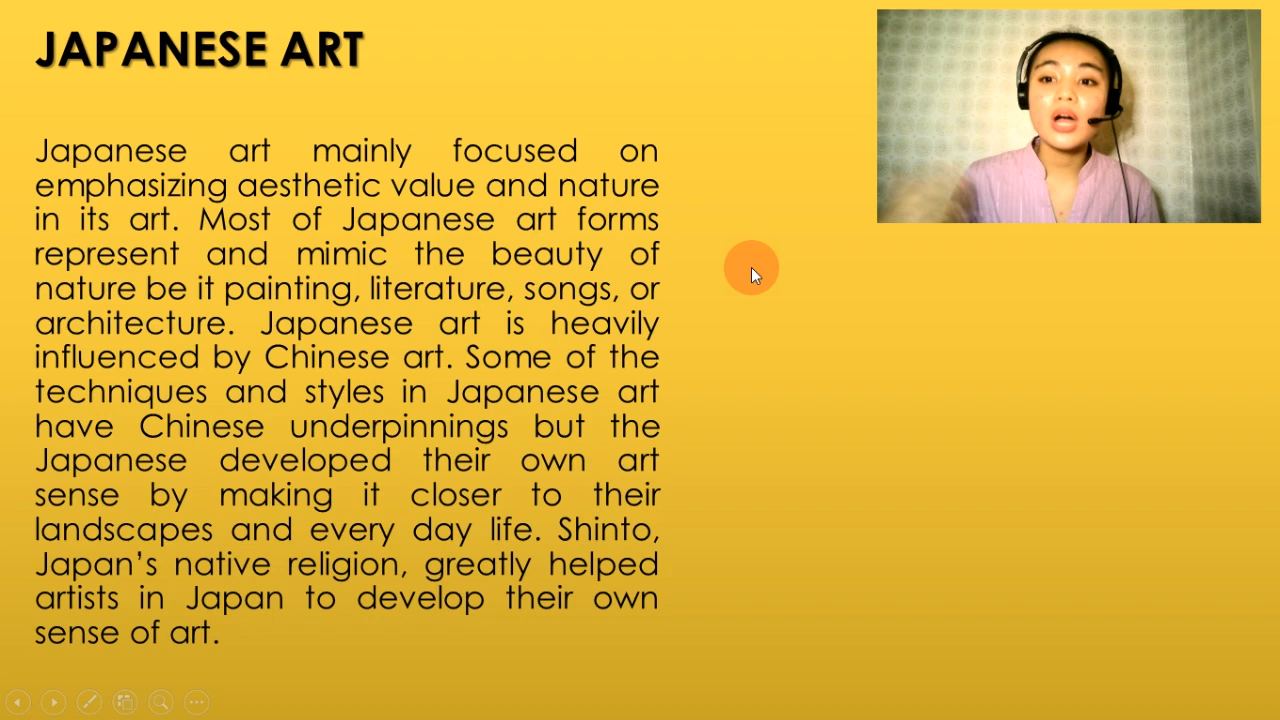 JAPANESE ART
Japanese art mainly focused on
emphasizing aesthetic value and nature
in its art. Most of Japanese art forms
represent and mimic the beauty of
nature be it painting, literature, songs, or
architecture. Japanese art is heavily
influenced by Chinese art. Some of the
techniques and styles in Japanese art
have Chinese underpinnings but the
Japanese developed their own art
sense by making it closer to their
landscapes and every day life. Shinto,
Japan’s native religion, greatly helped
artists in Japan to develop their own
sense of art.